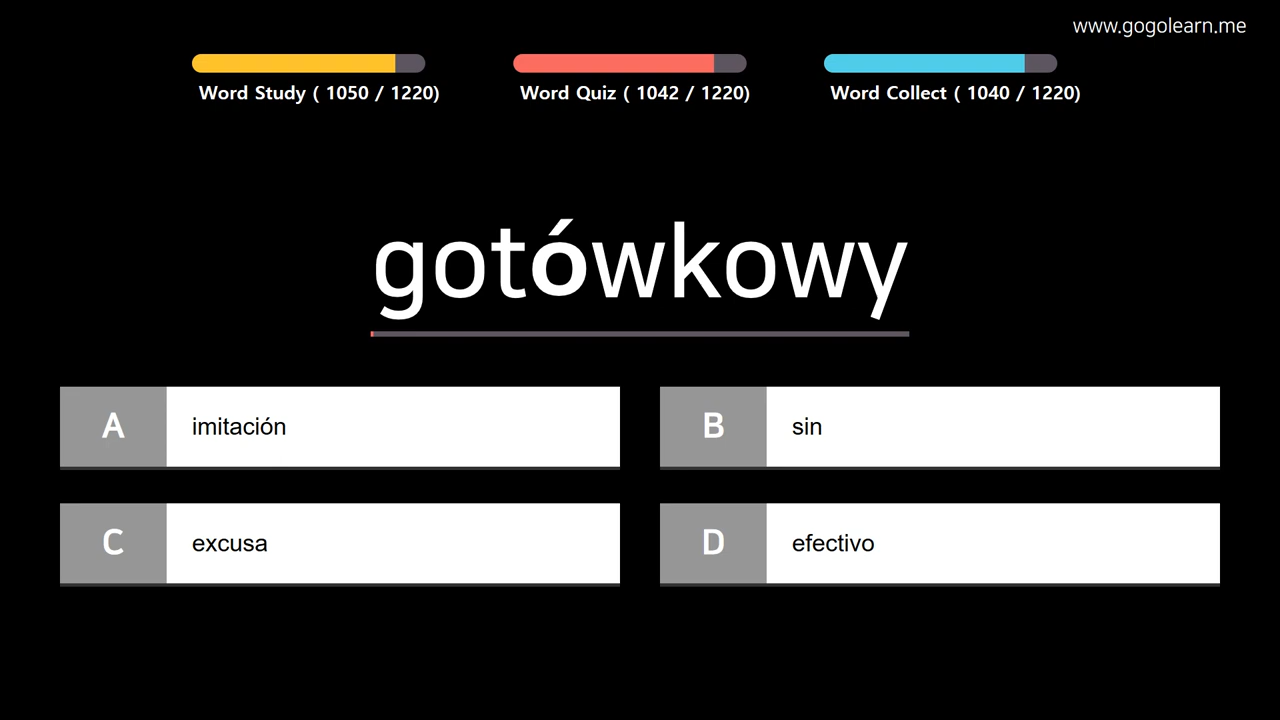 www.gogolearn.me
Word Study ( 1050 / 1220)
Word Quiz ( 1042 / 1220)
Word Collect ( 1040 / 1220)
gotówkowy
A
imitación
B
sin
C
excusa
D
efectivo